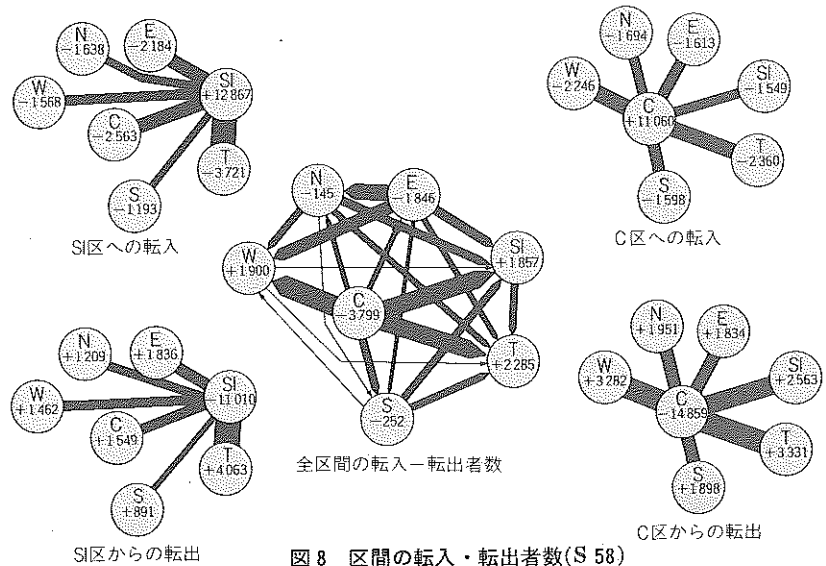 N
−1638
E
−2184
W
−1568
SI
+12867
C
−2563
T
−3721
S
−1193
SI区への転入
N
−1694
E
−1613
W
−2246
SI
−1549
C
+11060
T
−2360
S
−1598
C区への転入
N
−145
E
−1846
W
+1900
SI
+1857
C
−3799
T
+2285
S
−252
全区間の転入−転出者数
N
+1209
E
+1836
W
+1462
SI
−11010
C
+1549
T
+4063
S
+891
SI区からの転出
N
+1951
E
+1834
W
+3282
SI
+2563
C
−14859
T
+3331
S
+1898
C区からの転出
図8 区間の転入・転出者数(S 58)